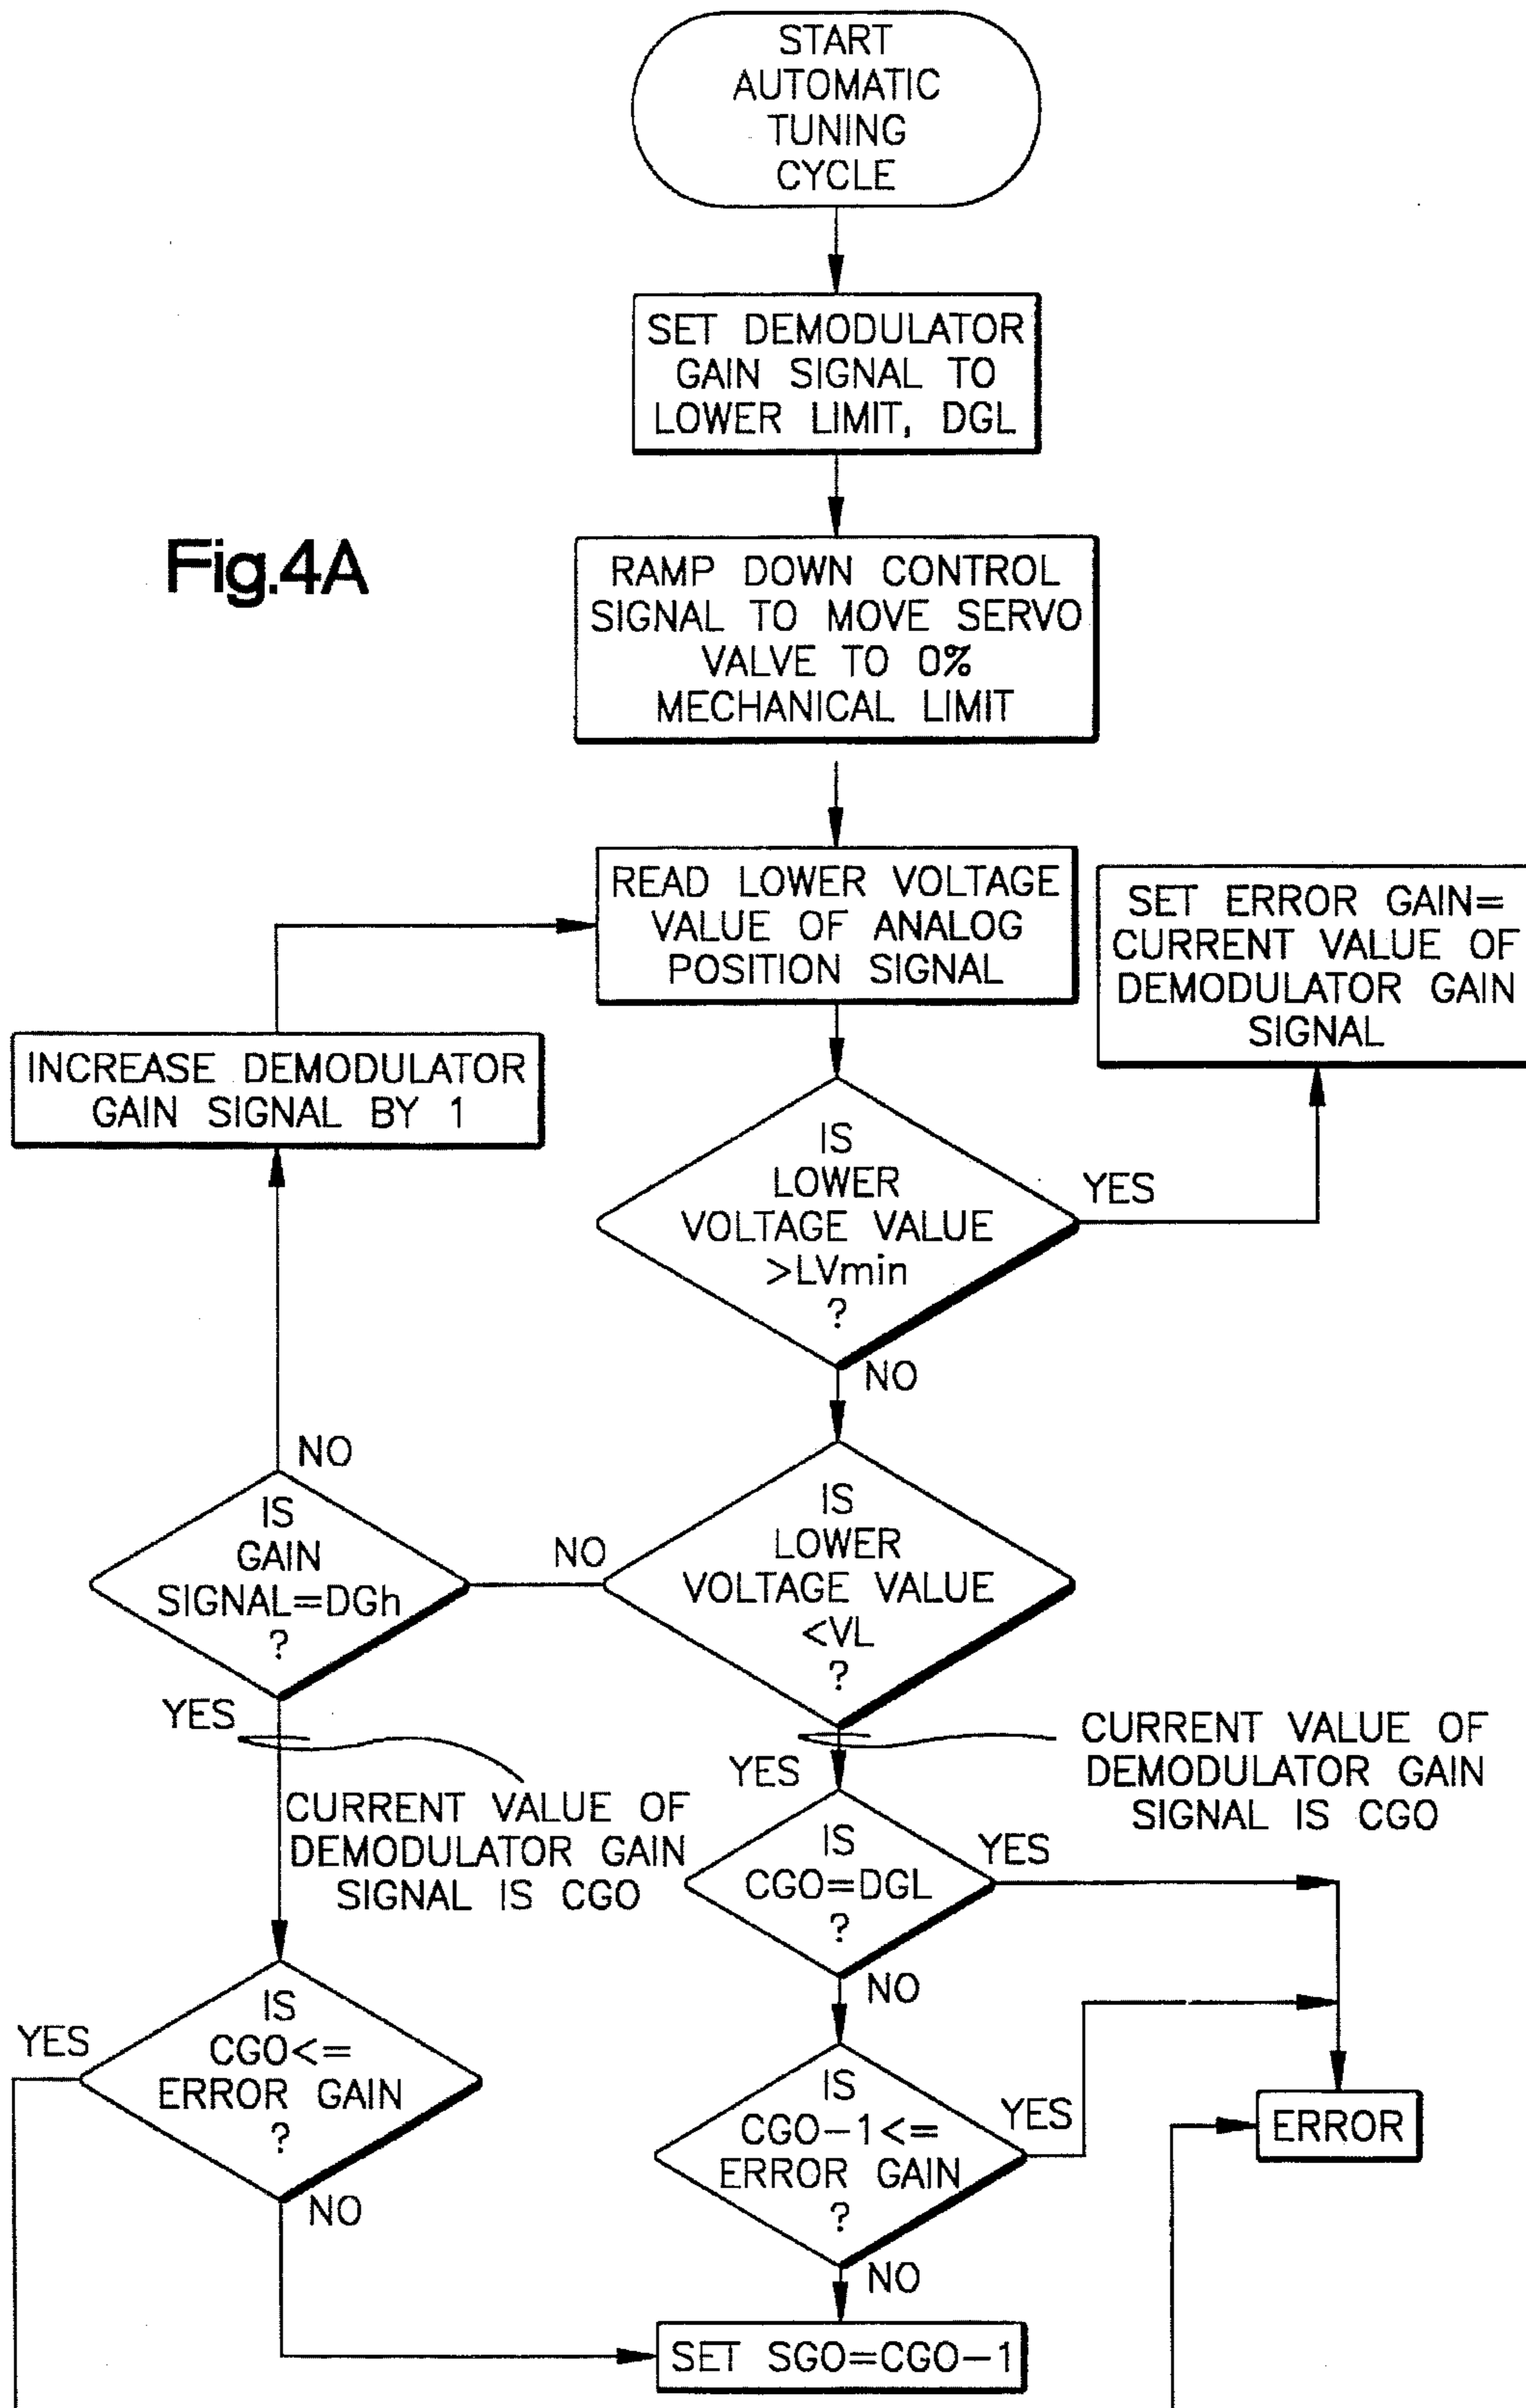 START
AUTOMATIC
TUNING
CYCLE
SET DEMODULATOR
GAIN SIGNAL TO
LOWER LIMIT, DGL
Fig.4A
RAMP DOWN CONTROL
SIGNAL TO MOVE SERVO
VALVE TO 0%
MECHANICAL LIMIT
READ LOWER VOLTAGE
VALUE OF ANALOG
POSITION SIGNAL
SET ERROR GAIN=
CURRENT VALUE OF
DEMODULATOR GAIN
SIGNAL
INCREASE DEMODULATOR
GAIN SIGNAL BY 1
IS
LOWER
VOLTAGE VALUE
>LVmin
?
YES
NO
NO
IS
GAIN
SIGNAL=DGh
?
NO
IS
LOWER
VOLTAGE VALUE
<VL
?
YES
CURRENT VALUE OF
DEMODULATOR GAIN
SIGNAL IS CGO
YES
CURRENT VALUE OF
DEMODULATOR GAIN
SIGNAL IS CGO
IS
CGO=DGL
?
YES
NO
YES
IS
CGO<=
ERROR GAIN
?
NO
IS
CGO-1<=
ERROR GAIN
?
YES
NO
ERROR
SET SGO=CGO-1